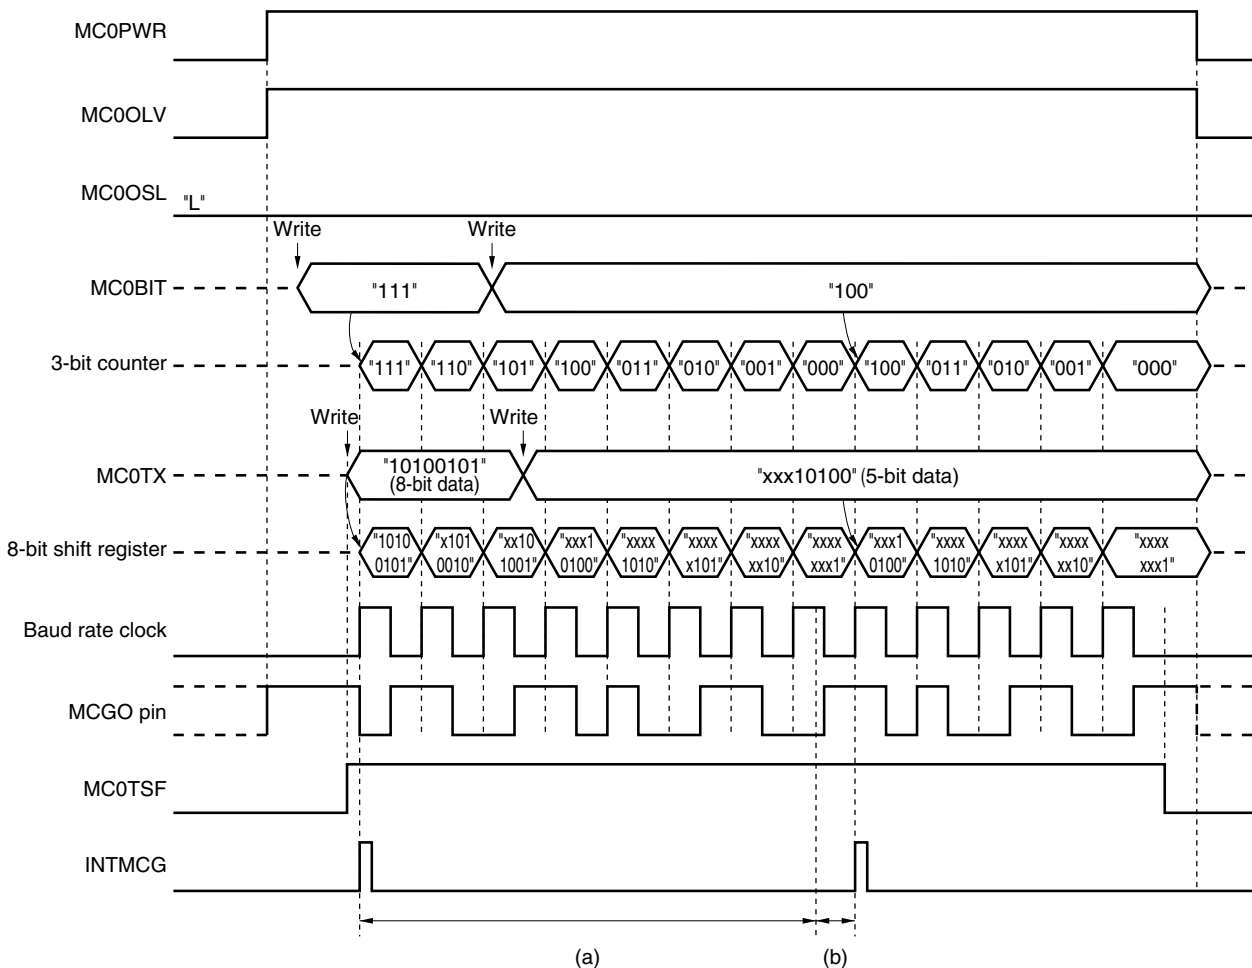 MC0PWR
MC0OLV
MC0OSL "L"
Write Write
MC0BIT "111" "100"
3-bit counter "111" "110" "101" "100" "011" "010" "001" "000" "100" "011" "010" "001" "000"
Write Write
"10100101"
MC0TX "xxx10100" (5-bit data)
(8-bit data)
"1010 "x101 "xx10 "xxx1 "xxxx "xxxx "xxxx "xxxx "xxx1 "xxxx "xxxx "xxxx "xxxx
8-bit shift register
0101" 0010" 1001" 0100" 1010" x101" xx10" xxx1" 0100" 1010" x101" xx10" xxx1"
Baud rate clock
MCGO pin
MC0TSF
INTMCG
(a) (b)